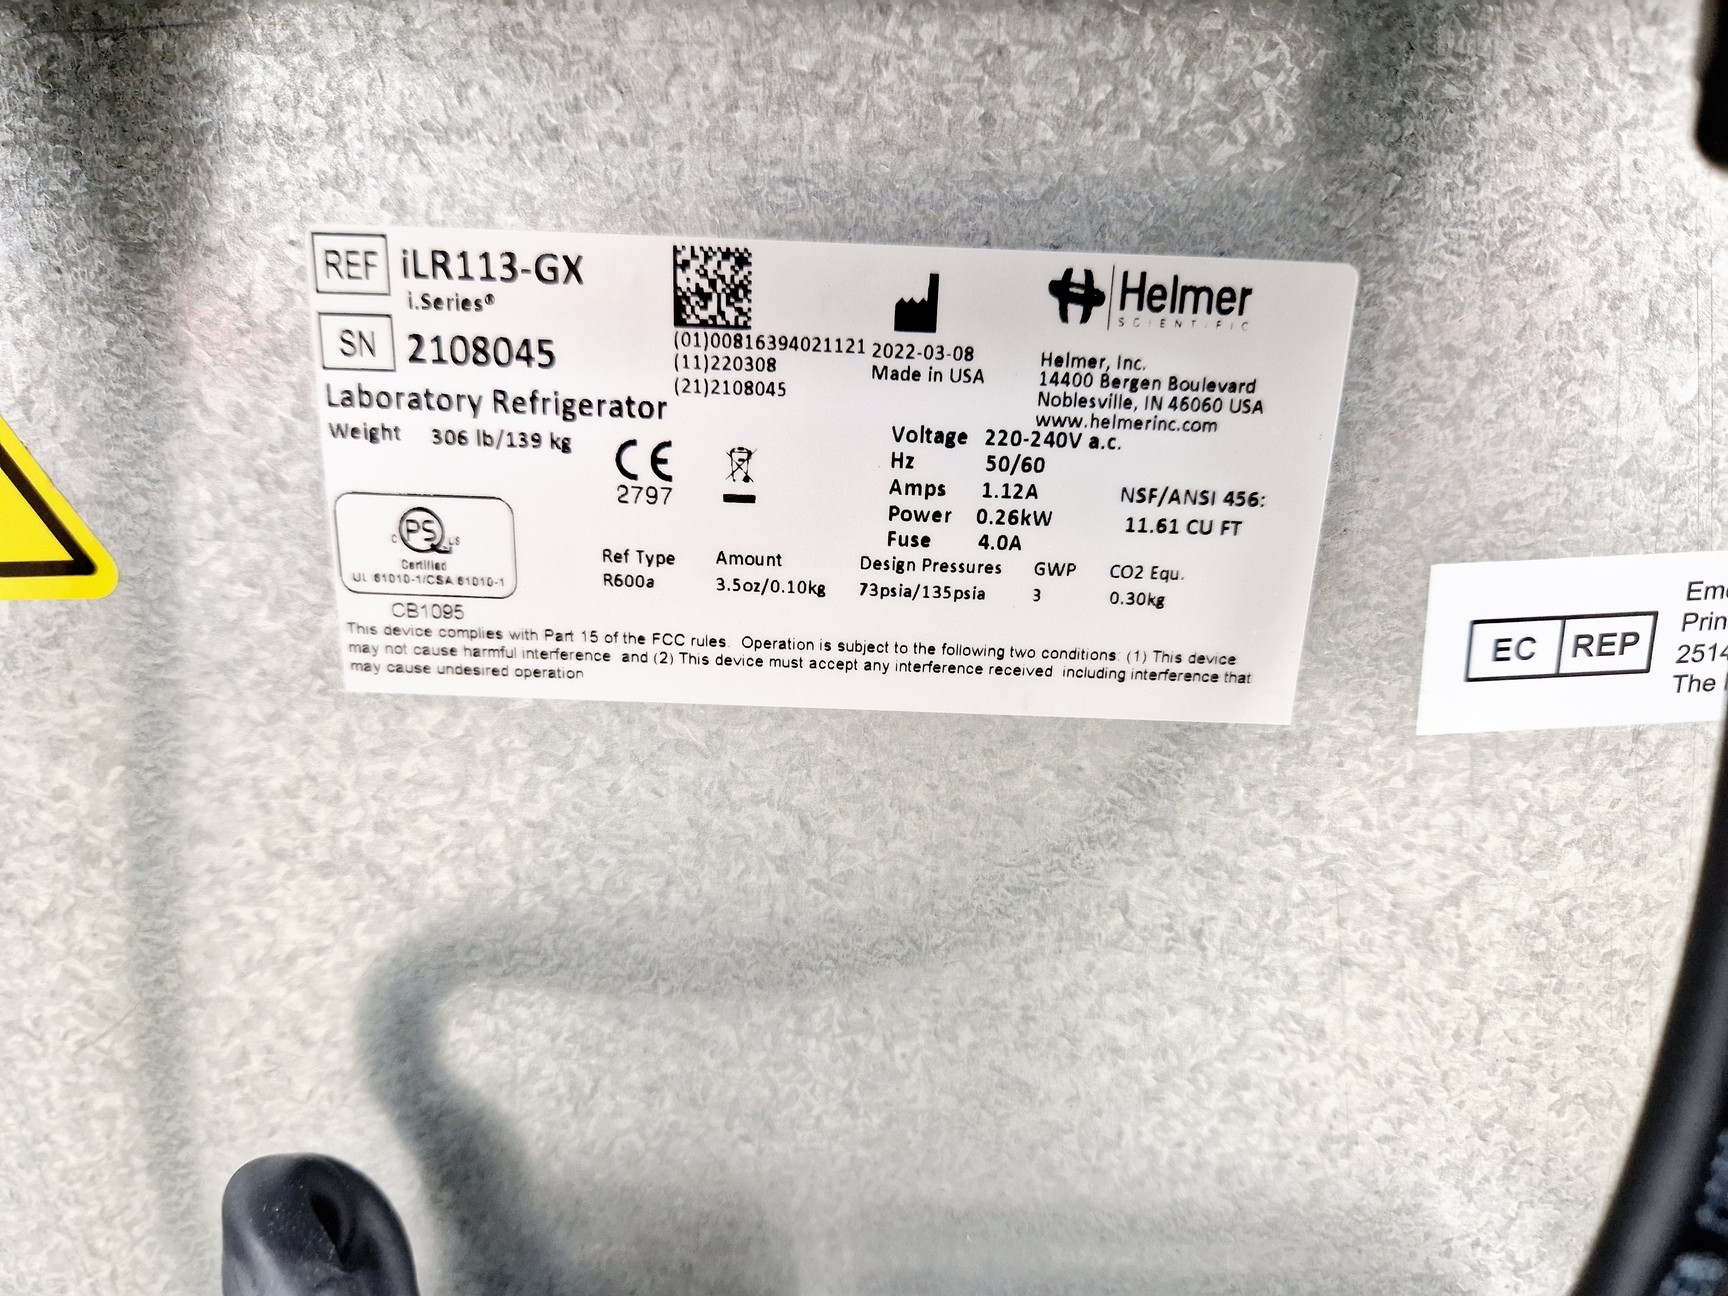 REF iLR113-GX
i.Series®
SN 2108045
Laboratory Refrigerator
Weight 306 lb/139 kg
(01)00816394021121
(11)220308
(21)2108045
2022-03-08
Made in USA
Helmer
SCIENTIFIC
Helmer, Inc.
14400 Bergen Boulevard
Noblesville, IN 46060 USA
www.helmerinc.com
CE
2797
Voltage 220-240V a.c.
Hz 50/60
Amps 1.12A
Power 0.26kW
Fuse 4.0A
NSF/ANSI 456:
11.61 CU FT
c PS us
Certified
UL 61010-1/CSA 61010-1
CB1095
Ref Type Amount Design Pressures GWP CO2 Equ.
R600a 3.5oz/0.10kg 73psia/135psia 3 0.30kg
This device complies with Part 15 of the FCC rules. Operation is subject to the following two conditions: (1) This device
may not cause harmful interference and (2) This device must accept any interference received including interference that
may cause undesired operation
EC REP
Prin
2514
The